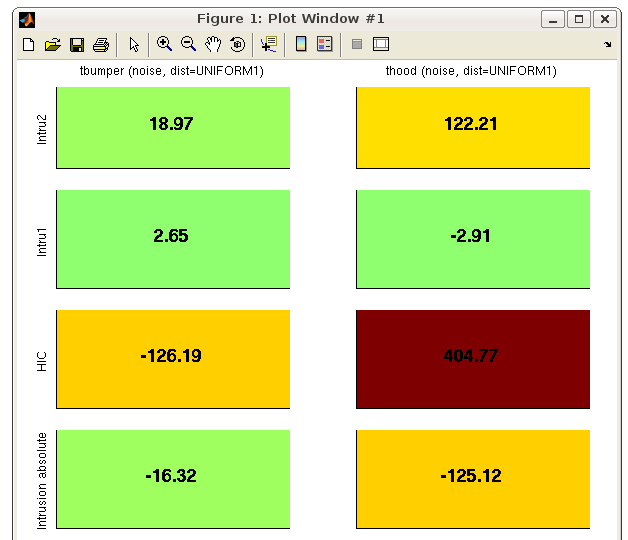 Figure 1: Plot Window #1
tbumper (noise, dist=UNIFORM1) thood (noise, dist=UNIFORM1)
Intru2 18.97 122.21
Intru1 2.65 -2.91
HIC -126.19 404.77
Intrusion absolute -16.32 -125.12